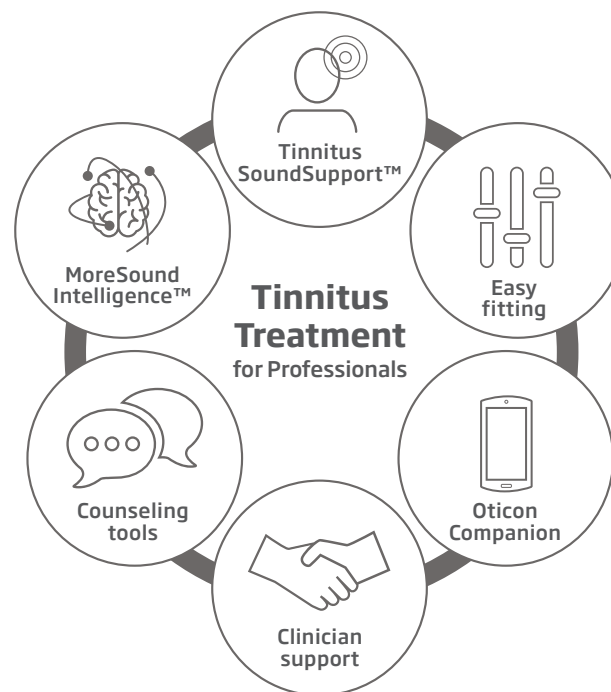 Tinnitus
SoundSupport™
MoreSound
Intelligence™
Easy
fitting
Tinnitus
Treatment
for Professionals
Counseling
tools
Oticon
Companion
Clinician
support